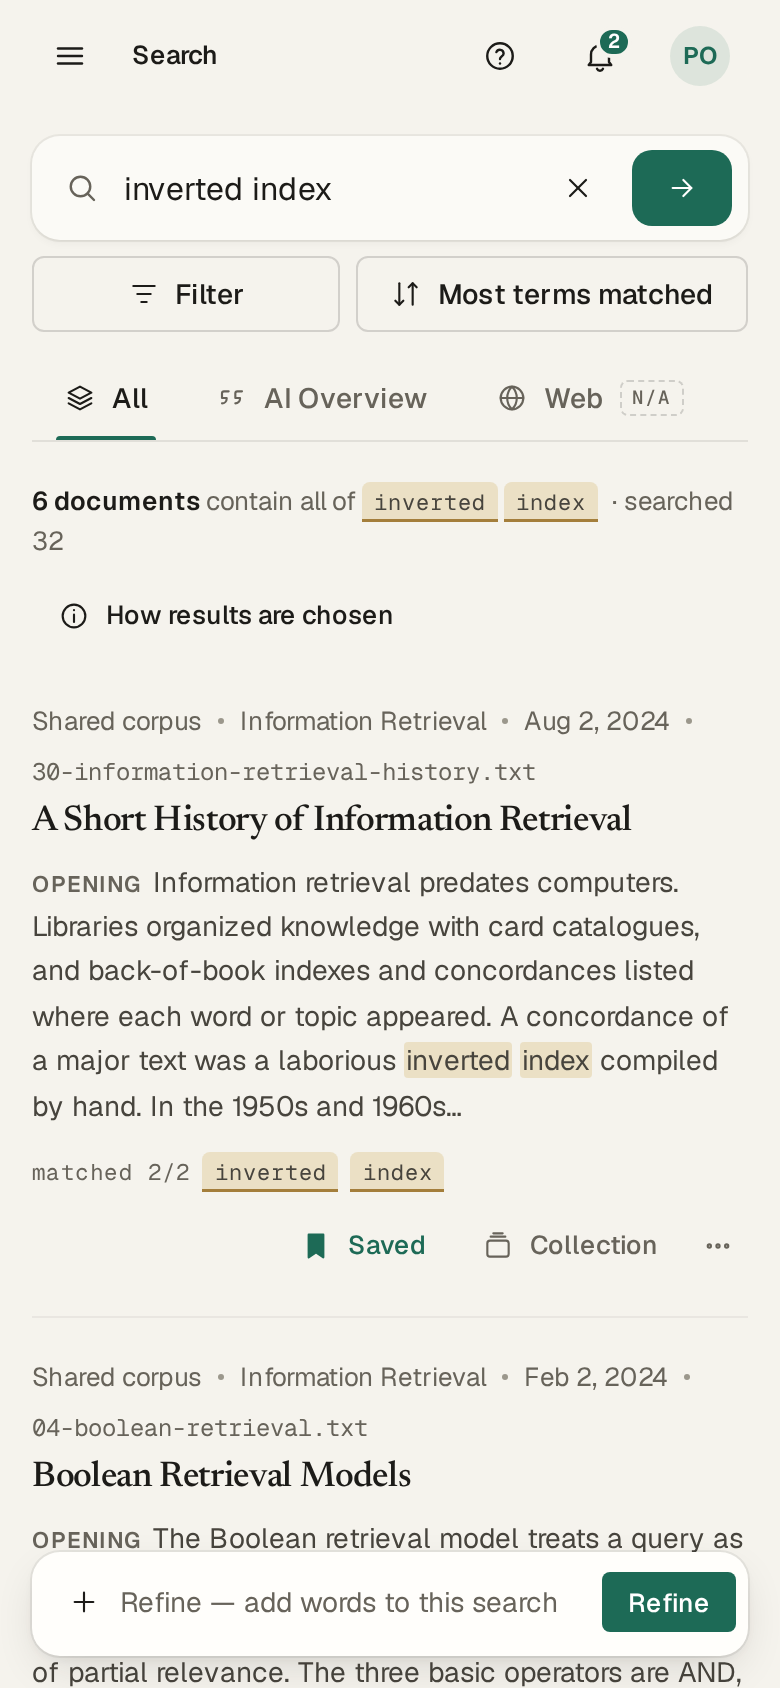 Search
2
PO
inverted index
Filter
Most terms matched
All
AI Overview
Web
N/A
6 documents contain all of inverted index · searched
32
How results are chosen
Shared corpus • Information Retrieval • Aug 2, 2024 •
30-information-retrieval-history.txt
A Short History of Information Retrieval
OPENING Information retrieval predates computers.
Libraries organized knowledge with card catalogues,
and back-of-book indexes and concordances listed
where each word or topic appeared. A concordance of
a major text was a laborious inverted index compiled
by hand. In the 1950s and 1960s…
matched 2/2 inverted index
Saved
Collection
Shared corpus • Information Retrieval • Feb 2, 2024 •
04-boolean-retrieval.txt
Boolean Retrieval Models
OPENING The Boolean retrieval model treats a query as
Refine — add words to this search
Refine
of partial relevance. The three basic operators are AND,